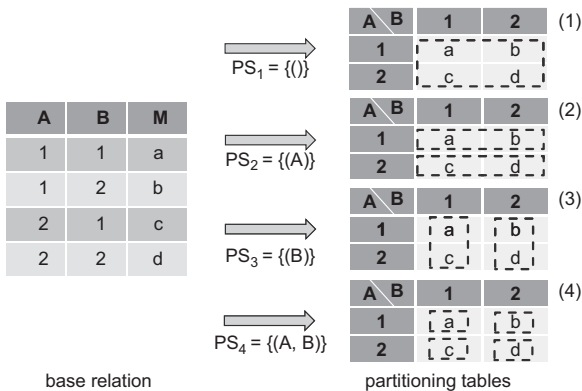 A B 1 2 (1)
1 a b
PS1 = {()}
2 c d
A B M
1 1 a
1 2 b
2 1 c
2 2 d
base relation
A B 1 2 (2)
1 a b
PS2 = {(A)}
2 c d
A B 1 2 (3)
1 a b
PS3 = {(B)}
2 c d
A B 1 2 (4)
1 a b
PS4 = {(A, B)}
2 c d
partitioning tables